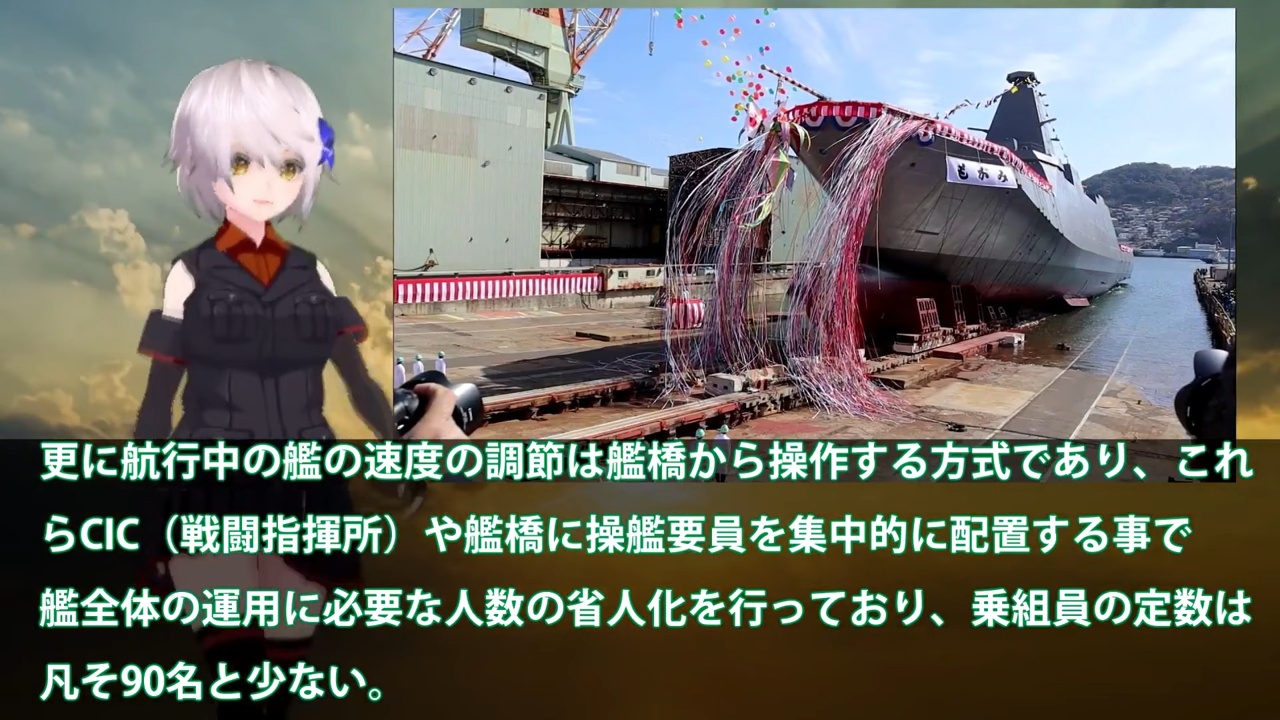 もがみ
更に航行中の艦の速度の調節は艦橋から操作する方式であり、これ
らCIC（戦闘指揮所）や艦橋に操艦要員を集中的に配置する事で
艦全体の運用に必要な人数の省人化を行っており、乗組員の定数は
凡そ90名と少ない。